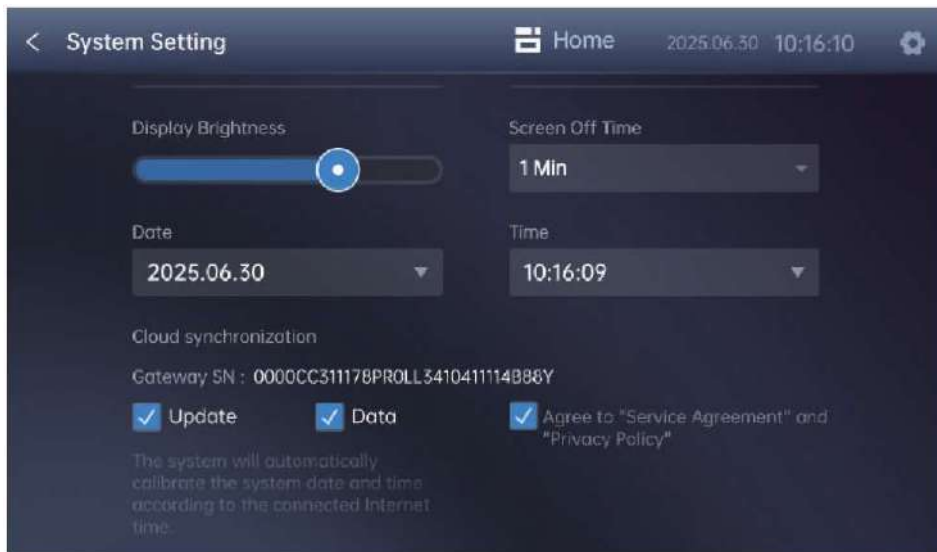 System Setting
Home
2025.06.30 10:16:10
Display Brightness
Screen Off Time
1 Min
Date
Time
2025.06.30
10:16:09
Cloud synchronization
Gateway SN : 0000CC311178PR0LL3410411114B88Y
Update
Data
Agree to "Service Agreement" and
"Privacy Policy"
The system will automatically
calibrate the system date and time
according to the connected Internet
time.